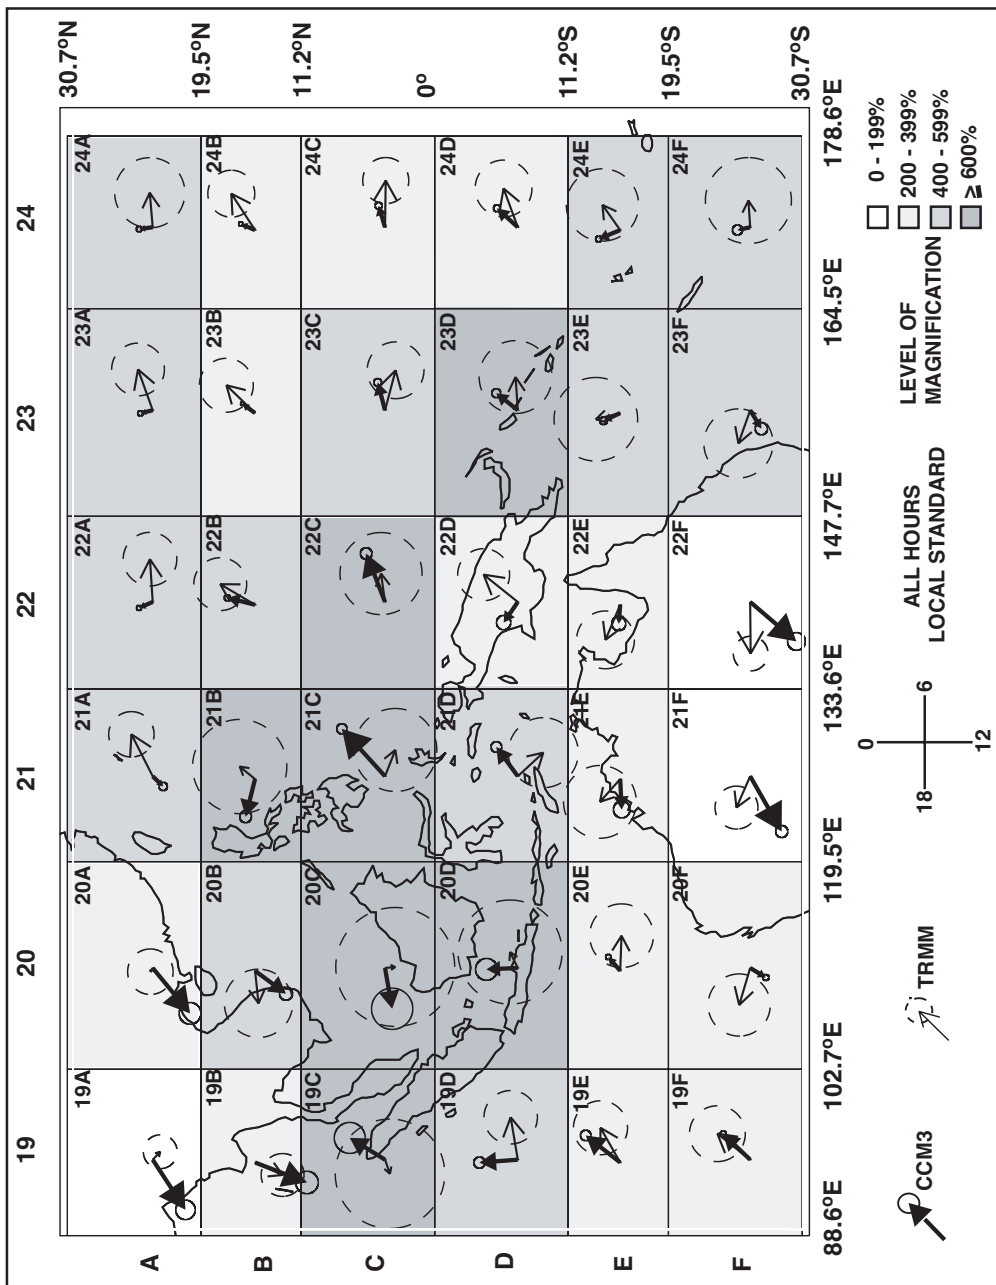 19 20 21 22 23 24
30.7°N
19A 20A 21A 22A 23A 24A
A
19.5°N
19B 20B 21B 22B 23B 24B
B
11.2°N
19C 20C 21C 22C 23C 24C
C
0°
19D 20D 21D 22D 23D 24D
D
11.2°S
19E 20E 21E 22E 23E 24E
E
19.5°S
19F 20F 21F 22F 23F 24F
F
30.7°S
88.6°E 102.7°E 119.5°E 133.6°E 147.7°E 164.5°E 178.6°E
CCM3
TRMM
0
18 6
12
ALL HOURS
LOCAL STANDARD
LEVEL OF
MAGNIFICATION
0 - 199%
200 - 399%
400 - 599%
≥ 600%